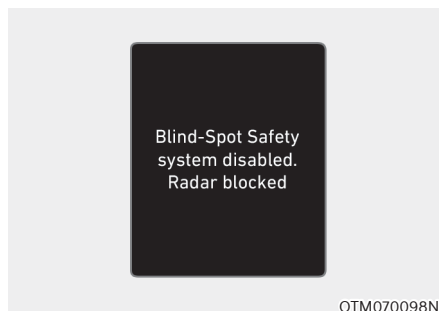 Blind-Spot Safety
system disabled.
Radar blocked
OTM070098N